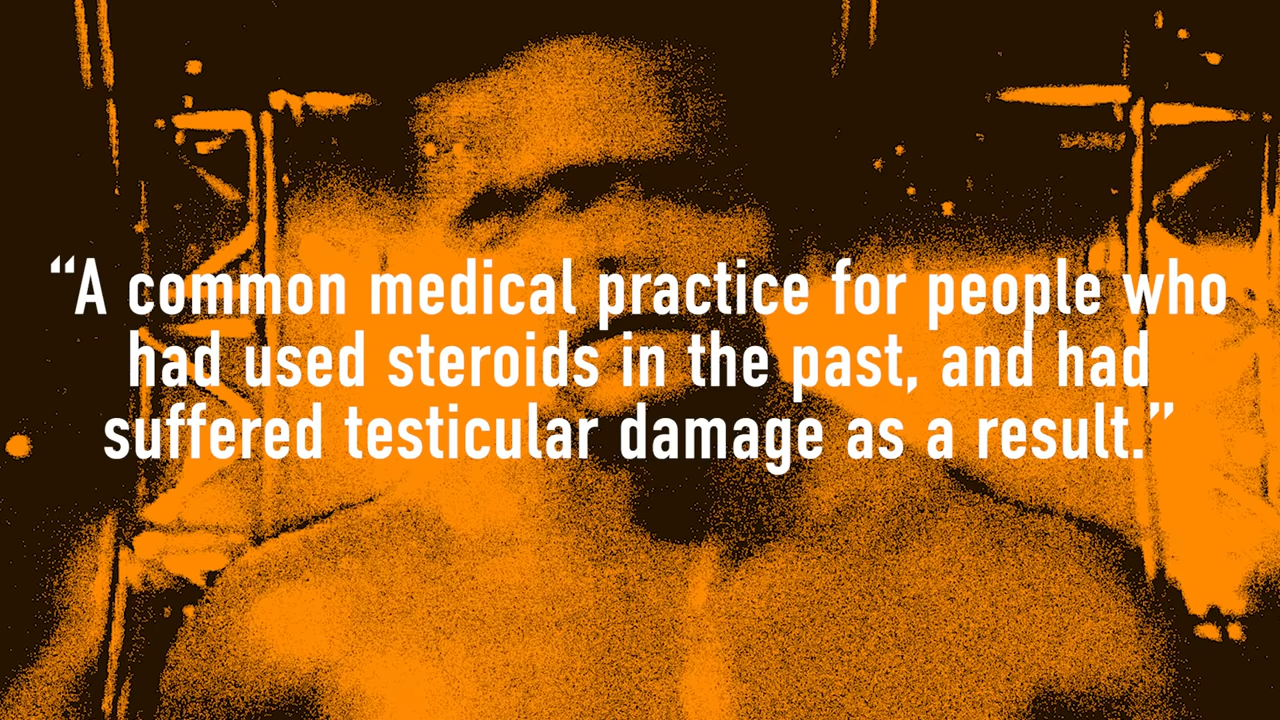 “A common medical practice for people who
had used steroids in the past, and had
suffered testicular damage as a result.”